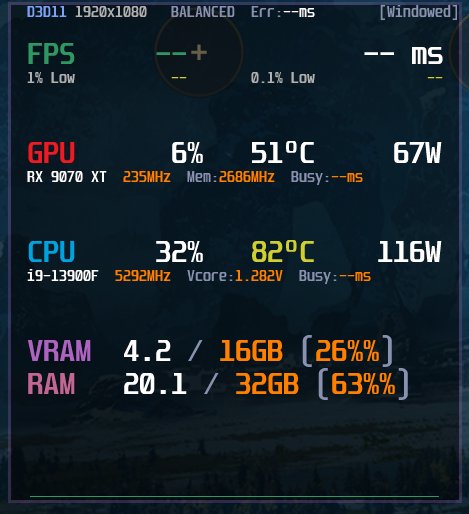 D3D11 1920x1080 BALANCED Err:--ms [Windowed]
FPS --+ -- ms
1% Low -- 0.1% Low --
GPU 6% 51ºC 67W
RX 9070 XT 235MHz Mem:2686MHz Busy:--ms
CPU 32% 82ºC 116W
i9-13900F 5292MHz Vcore:1.282V Busy:--ms
VRAM 4.2 / 16GB [26%%]
RAM 20.1 / 32GB [63%%]